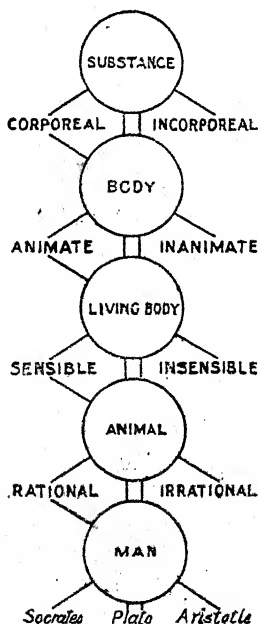 SUBSTANCE
CORPOREAL INCORPOREAL
BODY
ANIMATE INANIMATE
LIVING BODY
SENSIBLE INSENSIBLE
ANIMAL
RATIONAL IRRATIONAL
MAN
Socrates Plato Aristotle